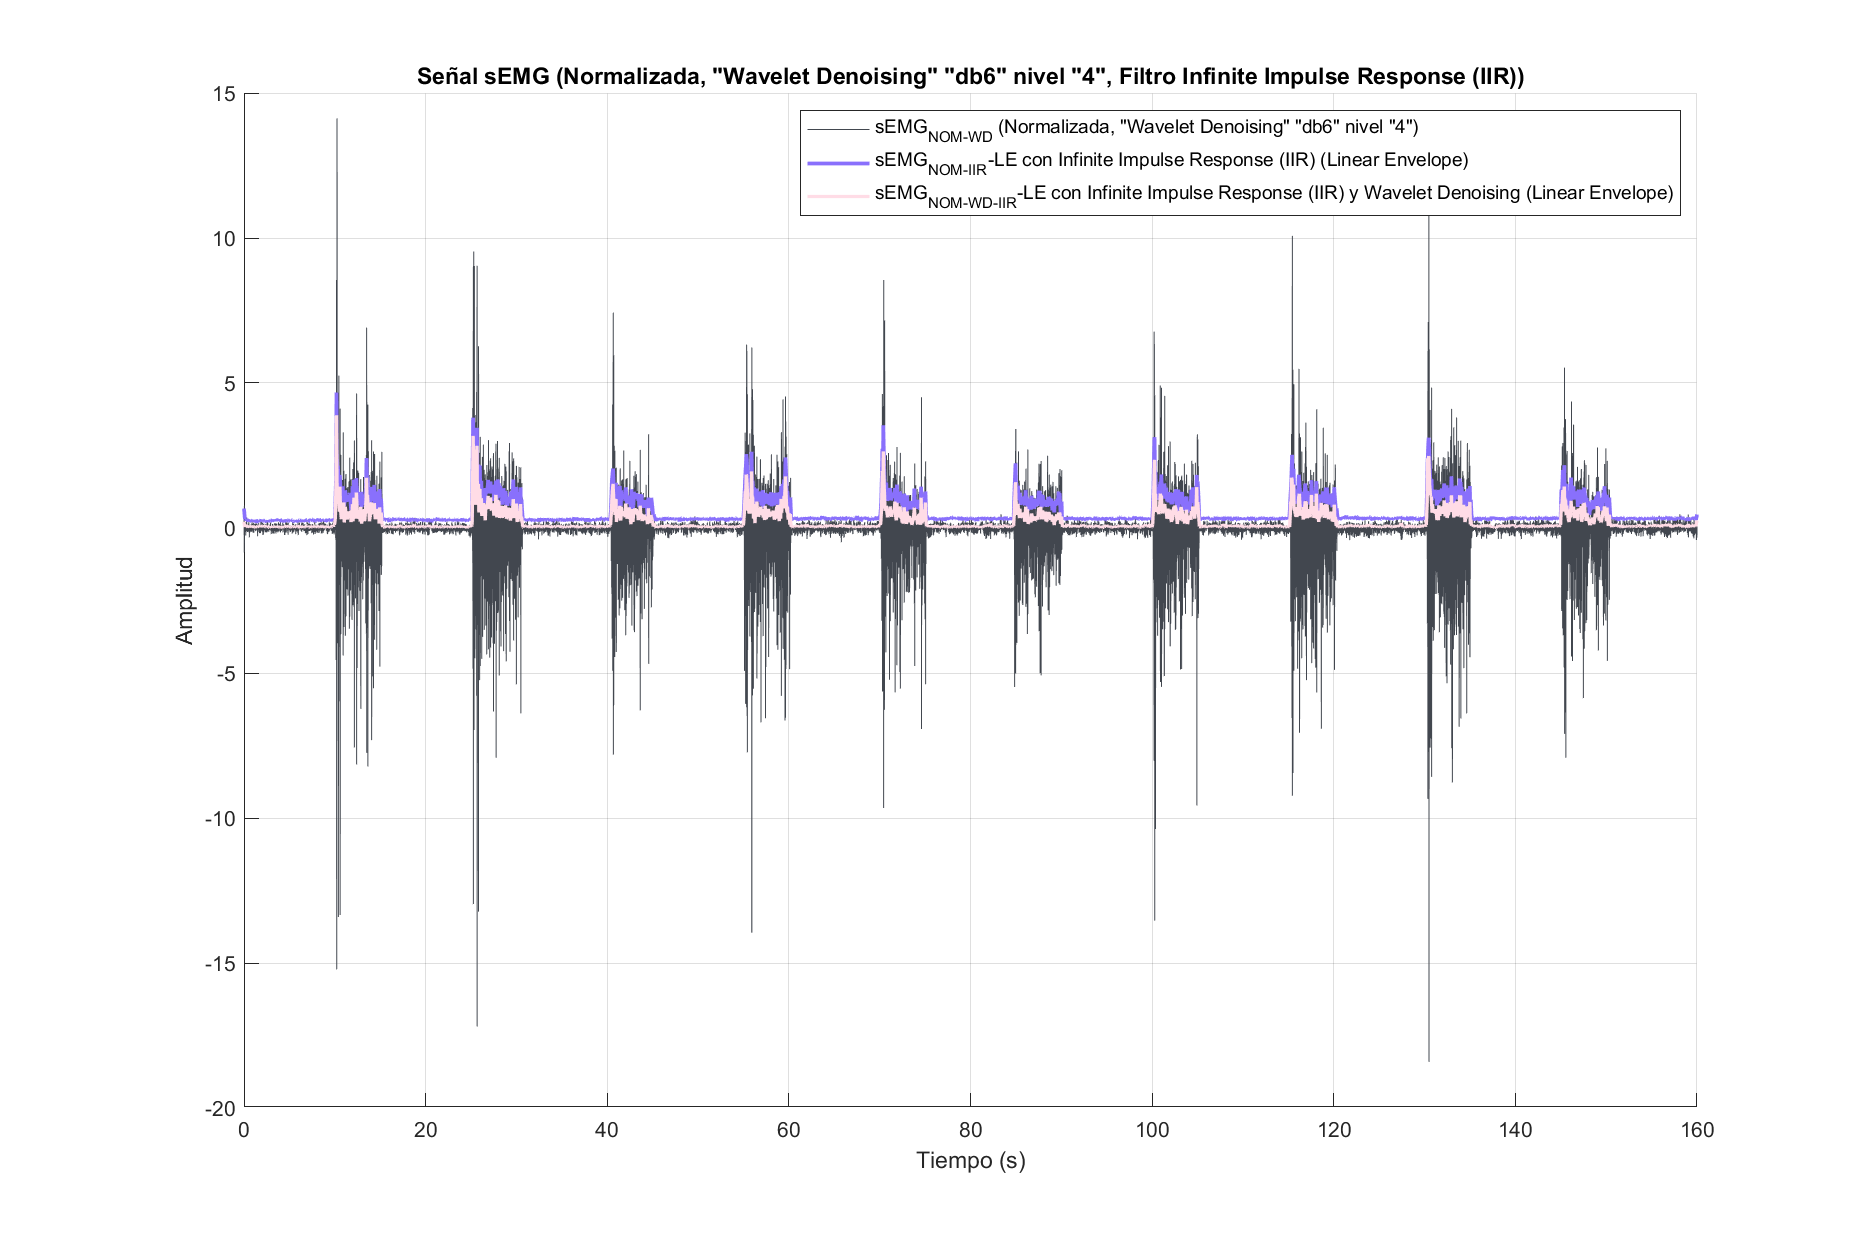 Señal sEMG (Normalizada, "Wavelet Denoising" "db6" nivel "4", Filtro Infinite Impulse Response (IIR))
sEMG_NOM-WD (Normalizada, "Wavelet Denoising" "db6" nivel "4")
sEMG_NOM-IIR-LE con Infinite Impulse Response (IIR) (Linear Envelope)
sEMG_NOM-WD-IIR-LE con Infinite Impulse Response (IIR) y Wavelet Denoising (Linear Envelope)
15
10
5
0
-5
-10
-15
-20
Amplitud
0 20 40 60 80 100 120 140 160
Tiempo (s)